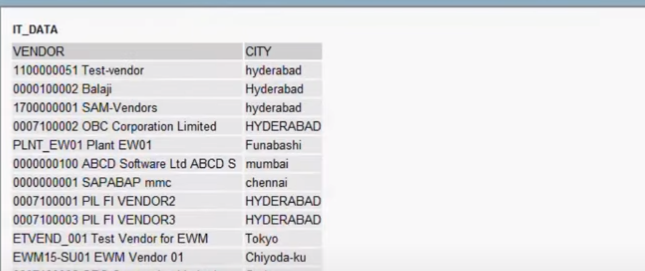 IT_DATA
VENDOR CITY
1100000051 Test-vendor hyderabad
0000100002 Balaji Hyderabad
1700000001 SAM-Vendors hyderabad
0007100002 OBC Corporation Limited HYDERABAD
PLNT_EW01 Plant EW01 Funabashi
0000000100 ABCD Software Ltd ABCD S mumbai
0000000001 SAPABAP mmc chennai
0007100001 PIL FI VENDOR2 HYDERABAD
0007100003 PIL FI VENDOR3 HYDERABAD
ETVEND_001 Test Vendor for EWM Tokyo
EWM15-SU01 EWM Vendor 01 Chiyoda-ku